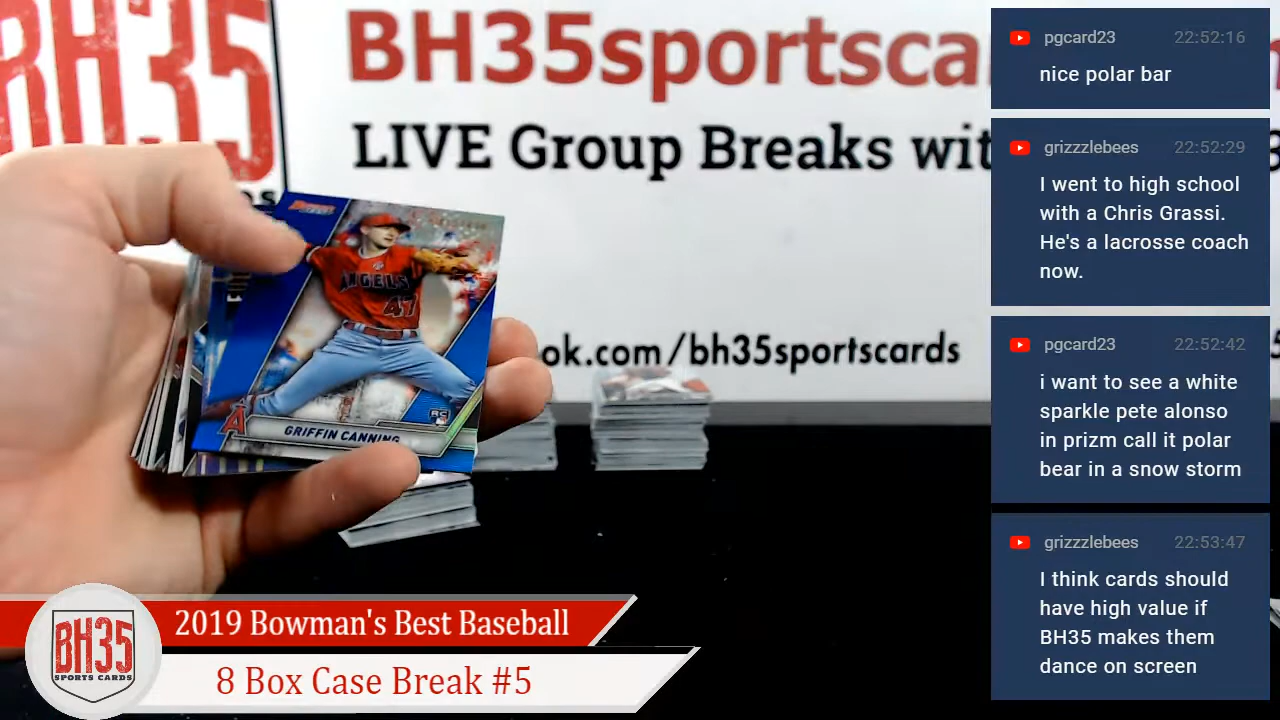 BH35
BH35sportsca
LIVE Group Breaks wit
ok.com/bh35sportscards
ANGELS
47
RC
GRIFFIN CANNING
BH35
SPORTS CARDS
2019 Bowman's Best Baseball
8 Box Case Break #5
pgcard23 22:52:16
nice polar bar
grizzzlebees 22:52:29
I went to high school
with a Chris Grassi.
He's a lacrosse coach
now.
pgcard23 22:52:42
i want to see a white
sparkle pete alonso
in prizm call it polar
bear in a snow storm
grizzzlebees 22:53:47
I think cards should
have high value if
BH35 makes them
dance on screen